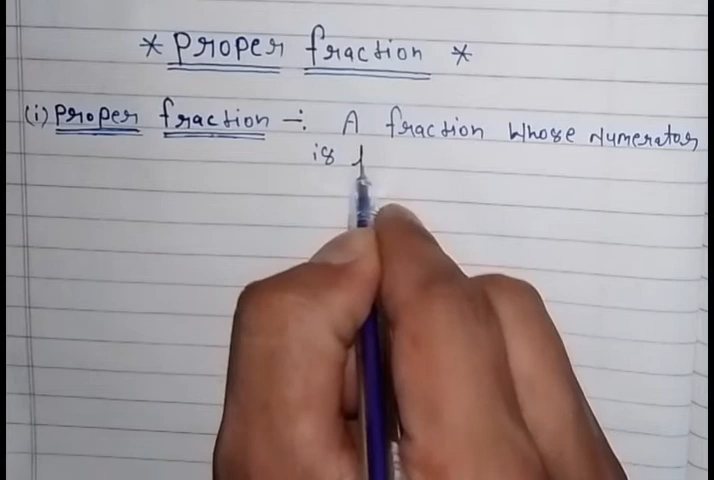 * Proper fraction *
(i) Proper fraction -: A fraction whose Numerator
is